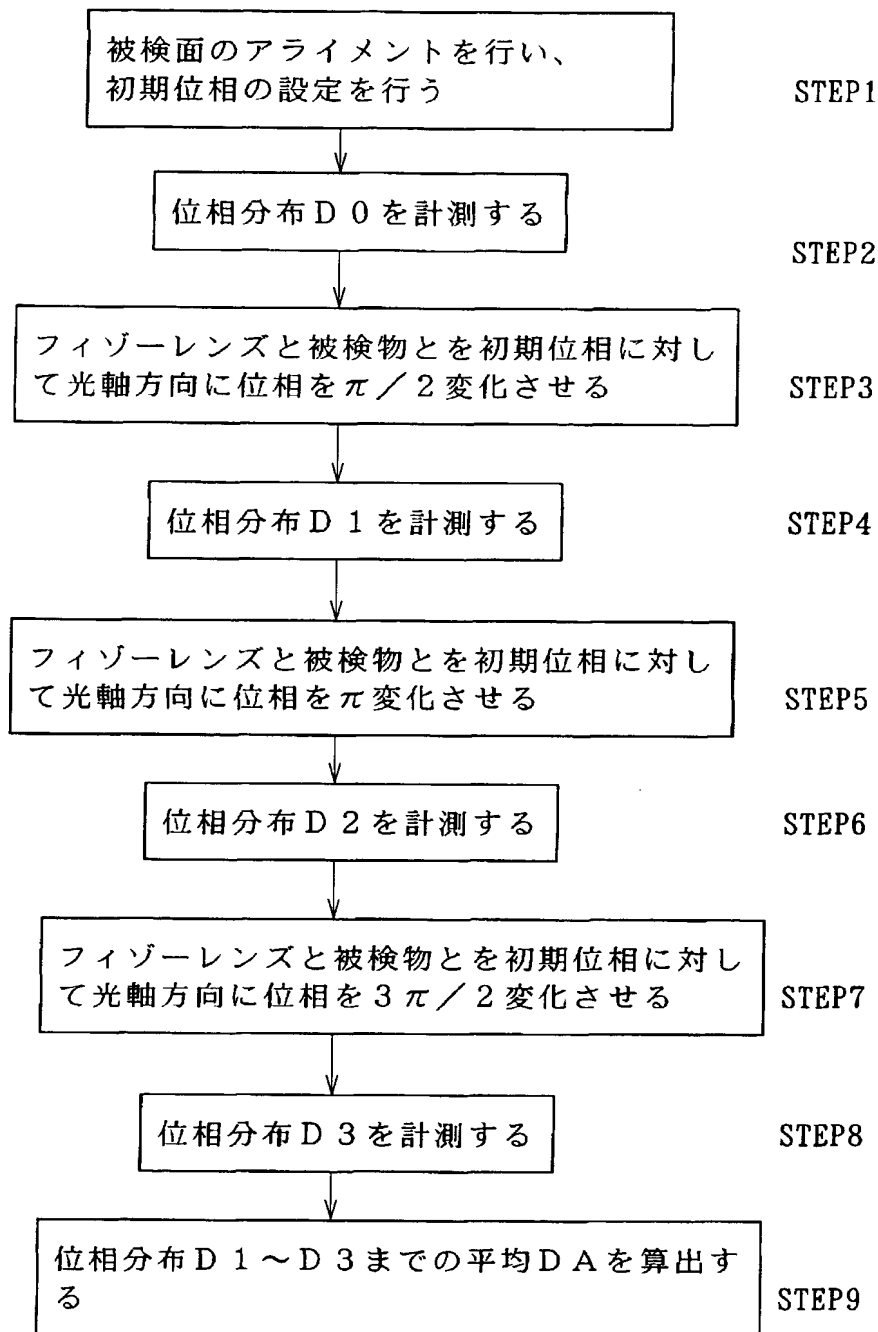 被検面のアライメントを行い、
初期位相の設定を行う
STEP1
位相分布D0を計測する
STEP2
フィゾーレンズと被検物とを初期位相に対し
て光軸方向に位相をπ/2変化させる
STEP3
位相分布D1を計測する
STEP4
フィゾーレンズと被検物とを初期位相に対し
て光軸方向に位相をπ変化させる
STEP5
位相分布D2を計測する
STEP6
フィゾーレンズと被検物とを初期位相に対し
て光軸方向に位相を3π/2変化させる
STEP7
位相分布D3を計測する
STEP8
位相分布D1~D3までの平均DAを算出す
る
STEP9